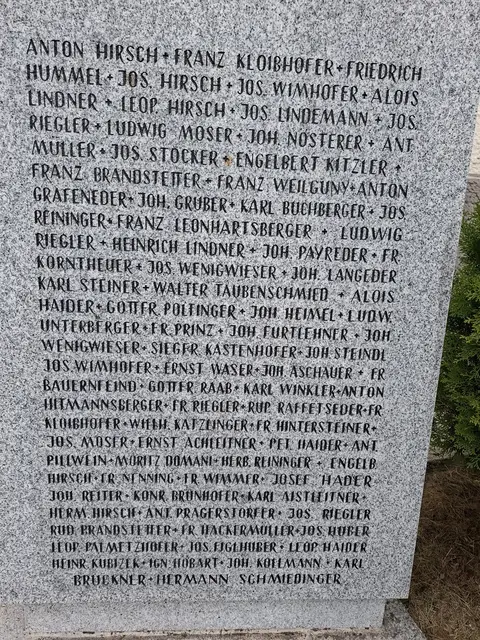 ANTON HIRSCH + FRANZ KLOIBHOFER + FRIEDRICH
HUMMEL + JOS. HIRSCH + JOS. WIMHOFER + ALOIS
LINDNER + LEOP. HIRSCH + JOS. LINDEMANN + JOS.
RIEGLER + LUDWIG MOSER + JOH. NÖSTERER + ANT.
MÜLLER + JOS. STÖCKER + ENGELBERT KITZLER +
FRANZ BRANDSTETTER + FRANZ WEILGUNY + ANTON
GRAFENEDER + JOH. GRUBER + KARL BUCHBERGER + JOS.
REININGER + FRANZ LEONHARTSBERGER + LUDWIG
RIEGLER + HEINRICH LINDNER + JOH. PAYREDER + FR.
KORNTHEUER + JOS. WENIGWIESER + JOH. LANGEDER
KARL STEINER + WALTER TAUBENSCHMIED + ALOIS
HAIDER + GOTTFR. PÖLTINGER + JOH. HEIMEL + LUDW.
UNTERBERGER + FR. PRINZ + JOH. FÜRTLEHNER + JOH.
WENIGWIESER + SIEGFR. KASTENHOFER + JOH. STEINDL
JOS. WIMHOFER + ERNST WASER + JOH. ASCHAUER + FR.
BAUERNFEIND + GOTTFR. RAAB + KARL WINKLER + ANTON
HILTMANNSBERGER + FR. RIEGLER + RUP. RAFFETSEDER + FR.
KLOIBHOFER + WILH. KATZLINGER + FR. HINTERSTEINER +
JOS. MOSER + ERNST ACHLEITNER + PET. HAIDER + ANT.
PILLWEIN + MORITZ DOMANI + HERB. REININGER + ENGELB.
HIRSCH + FR. NENNING + FR. WIMMER + JOSEF HADER
JOH. REITER + KONR. BRUNHOFER + KARL AISTLEITNER +
HERM. HIRSCH + ANT. PRAGERSTORFER + JOS. RIEGLER
RUD. BRANDSTETTER + FR. HACKERMÜLLER + JOS. HUBER
LEOP. PALMETZHOFER + JOS. EIGLHUBER + LEOP. HAIDER
HEINR. KUBIZEK + IGN. HOBART + JOH. KOLLMANN + KARL
BRUCKNER + HERMANN SCHMIEDINGER